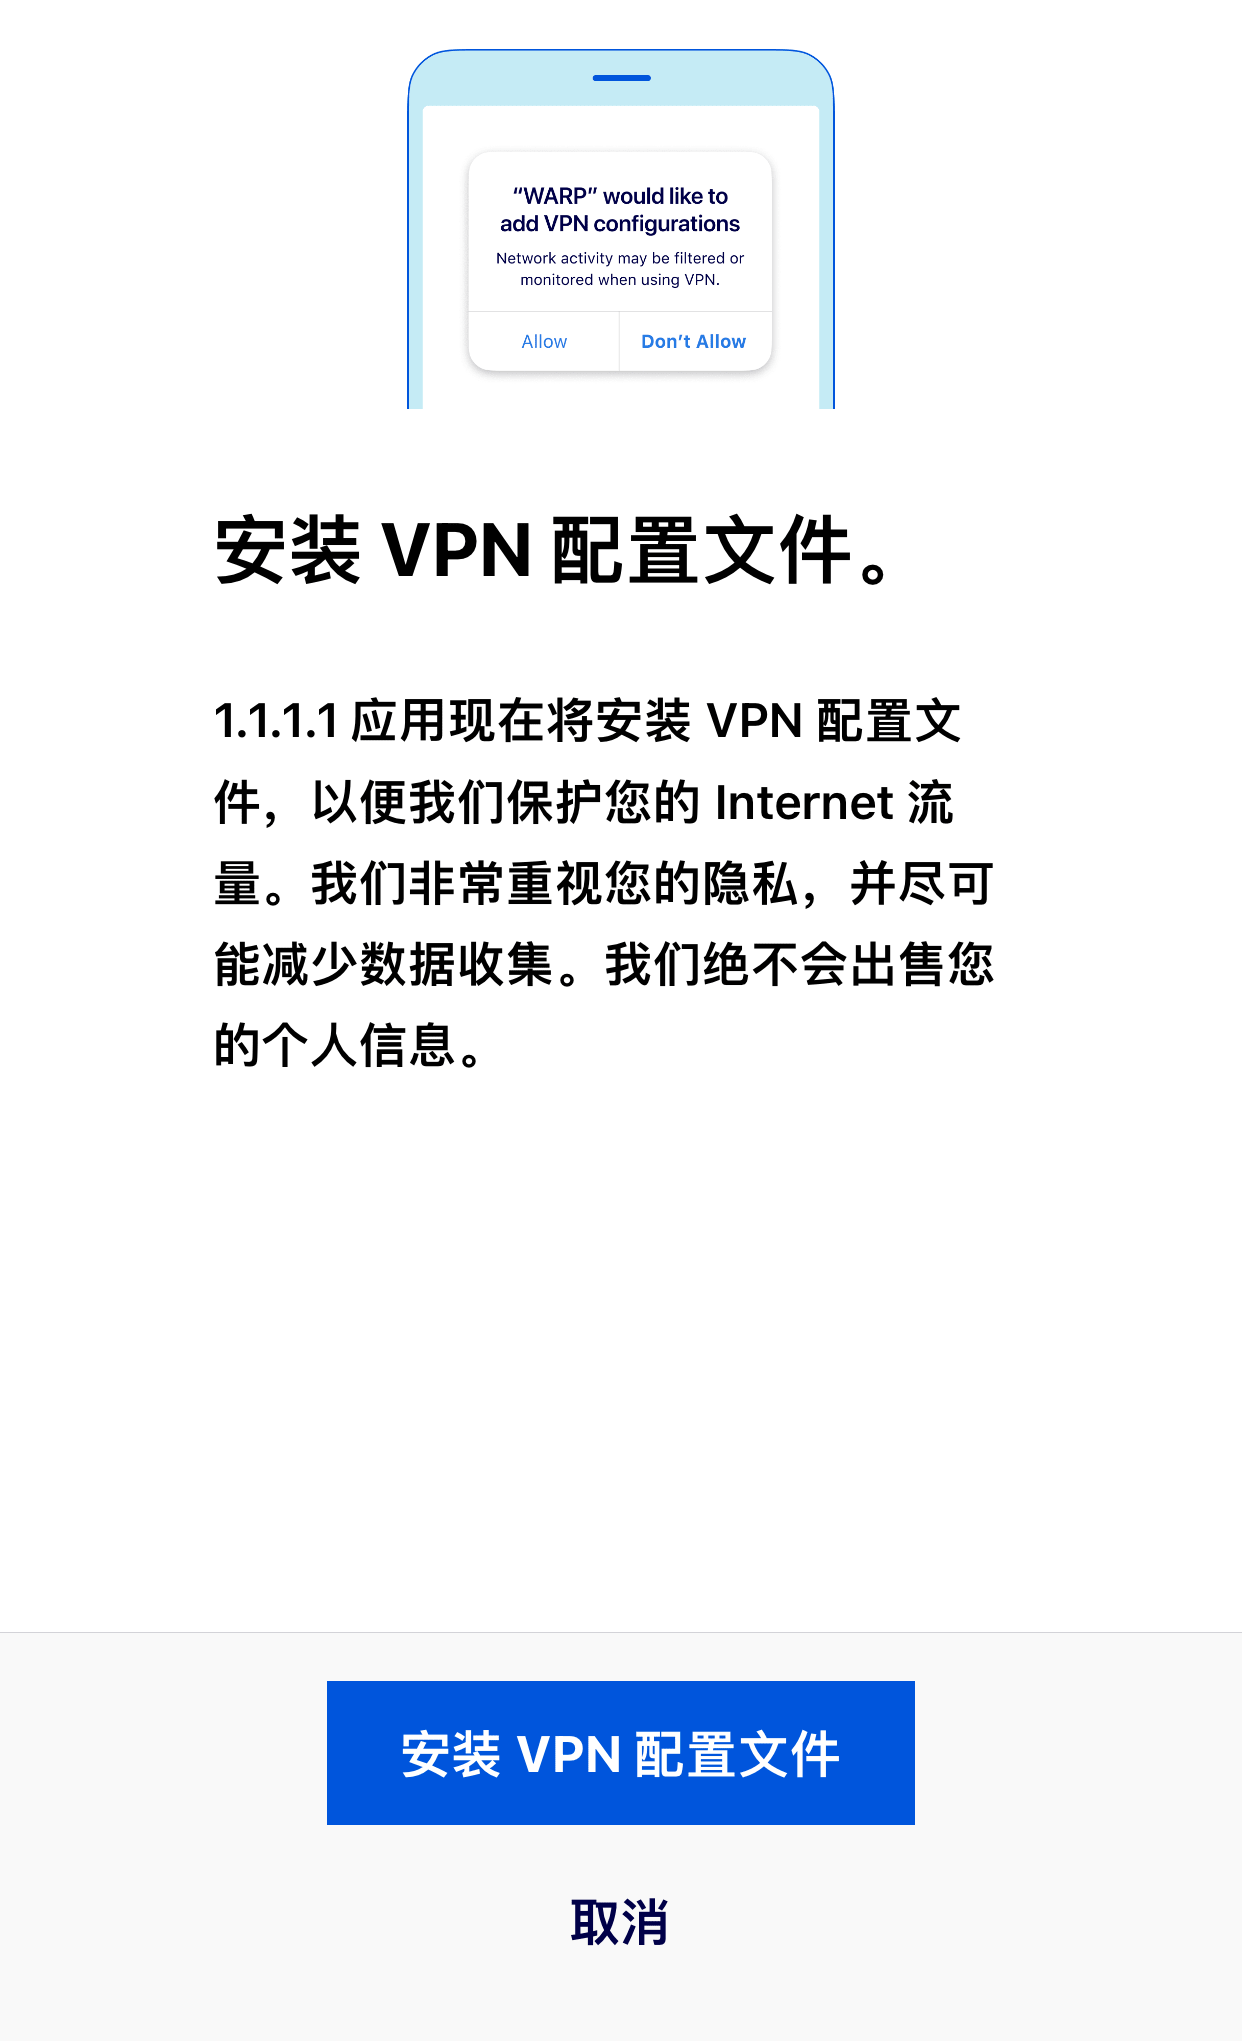 “WARP” would like to
add VPN configurations
Network activity may be filtered or
monitored when using VPN.
Allow
Don’t Allow
安装 VPN 配置文件。
1.1.1.1 应用现在将安装 VPN 配置文
件，以便我们保护您的 Internet 流
量。我们非常重视您的隐私，并尽可
能减少数据收集。我们绝不会出售您
的个人信息。
安装 VPN 配置文件
取消